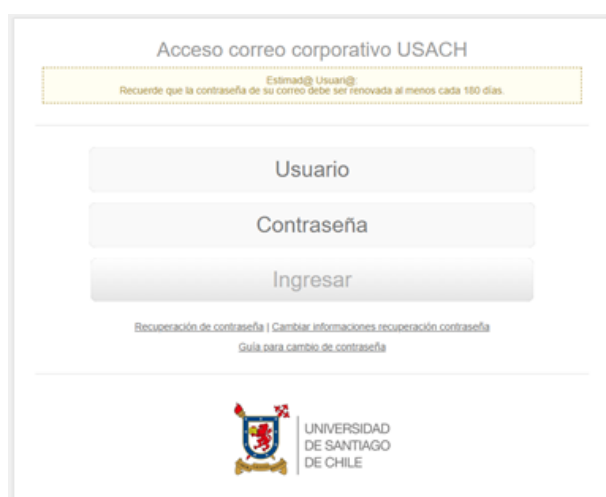 Acceso correo corporativo USACH
Estimad@ Usuari@:
Recuerde que la contraseña de su correo debe ser renovada al menos cada 180 días.
Usuario
Contraseña
Ingresar
Recuperación de contraseña | Cambiar informaciones recuperación contraseña
Guía para cambio de contraseña
UNIVERSIDAD
DE SANTIAGO
DE CHILE